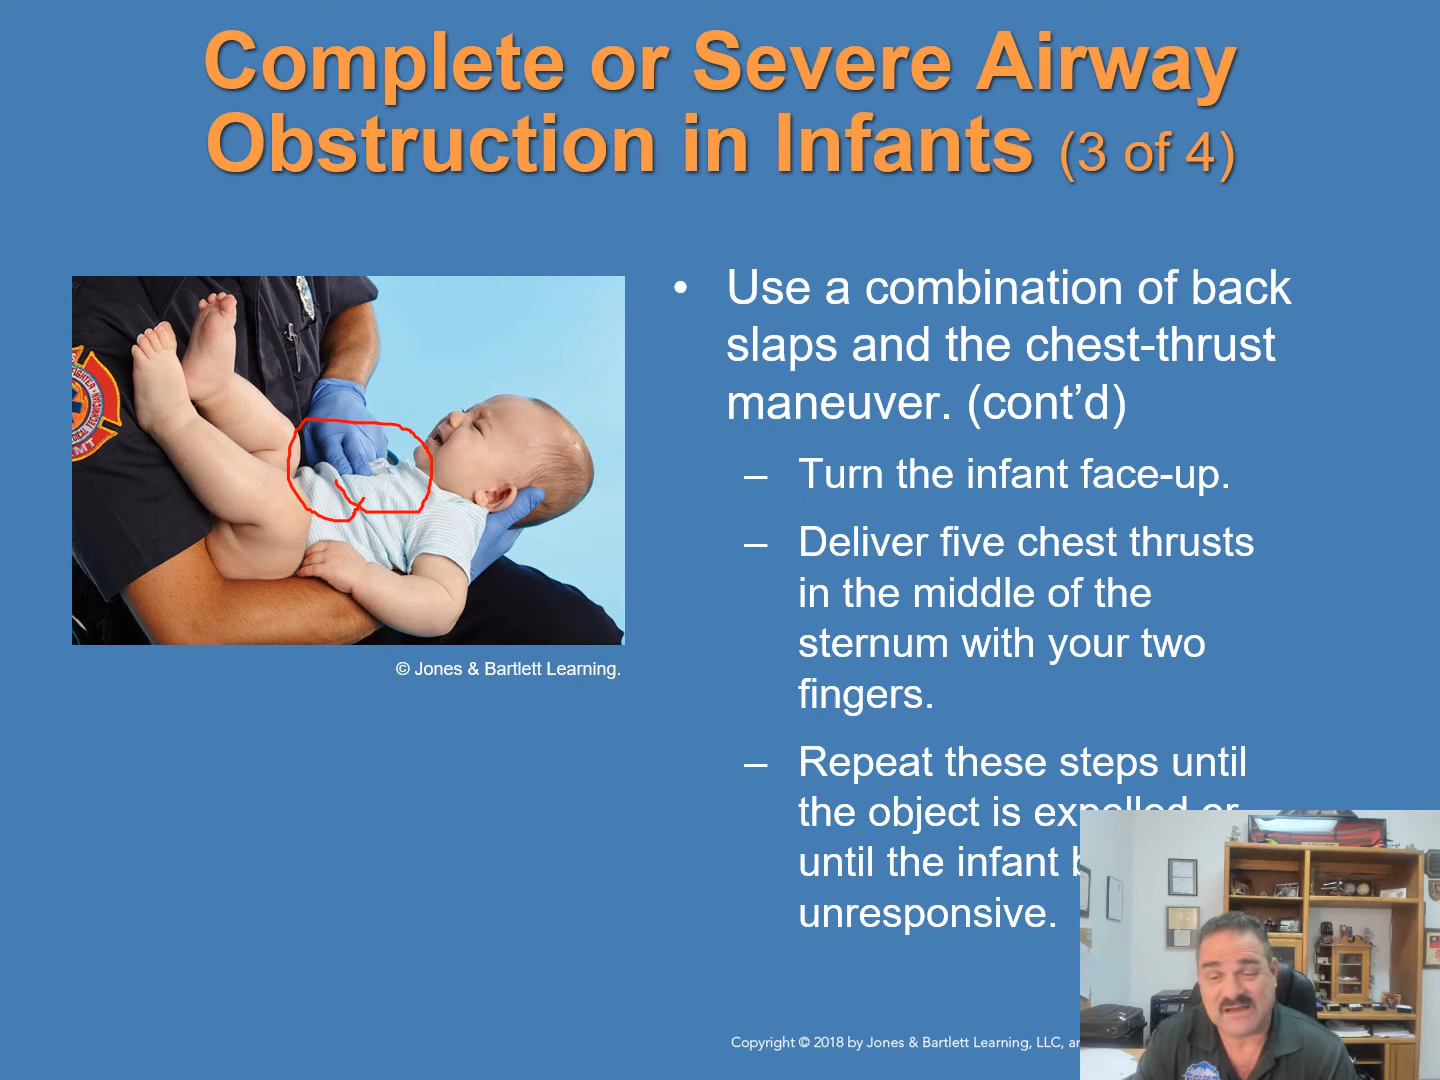 Complete or Severe Airway
Obstruction in Infants (3 of 4)
• Use a combination of back
slaps and the chest-thrust
maneuver. (cont’d)
– Turn the infant face-up.
– Deliver five chest thrusts
in the middle of the
sternum with your two
fingers.
– Repeat these steps until
the object is expelled or
until the infant
unresponsive.
EMT
© Jones & Bartlett Learning.
Copyright © 2018 by Jones & Bartlett Learning, LLC,